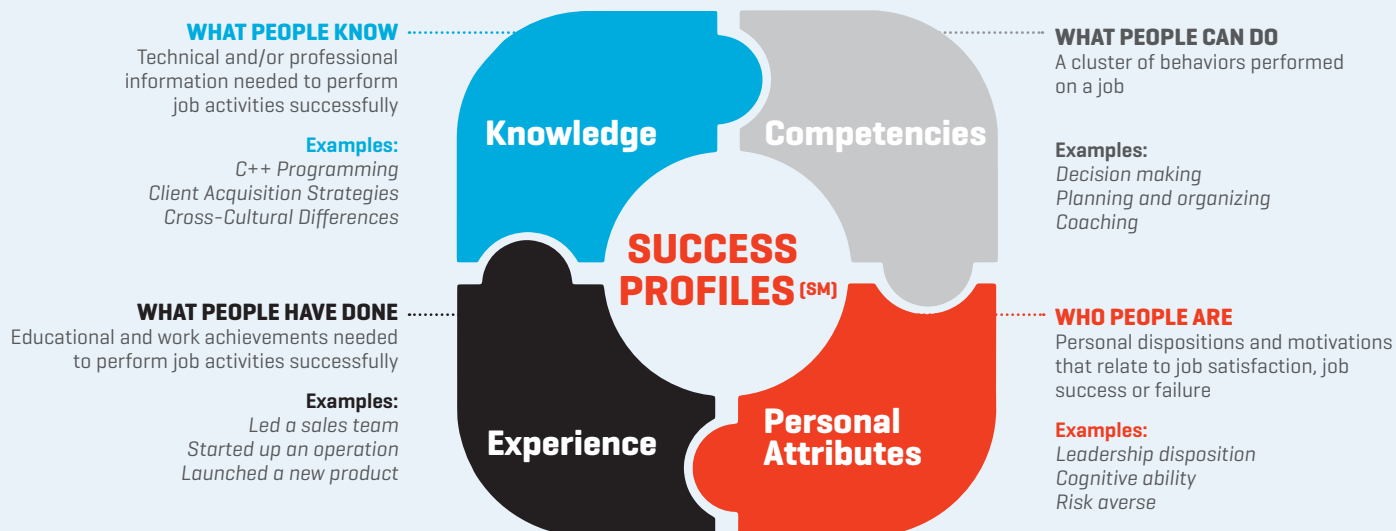 WHAT PEOPLE KNOW
Technical and/or professional
information needed to perform
job activities successfully
Examples:
C++ Programming
Client Acquisition Strategies
Cross-Cultural Differences
Knowledge
Competencies
WHAT PEOPLE CAN DO
A cluster of behaviors performed
on a job
Examples:
Decision making
Planning and organizing
Coaching
SUCCESS
PROFILES (SM)
WHAT PEOPLE HAVE DONE
Educational and work achievements needed
to perform job activities successfully
Examples:
Led a sales team
Started up an operation
Launched a new product
Experience
Personal
Attributes
WHO PEOPLE ARE
Personal dispositions and motivations
that relate to job satisfaction, job
success or failure
Examples:
Leadership disposition
Cognitive ability
Risk averse